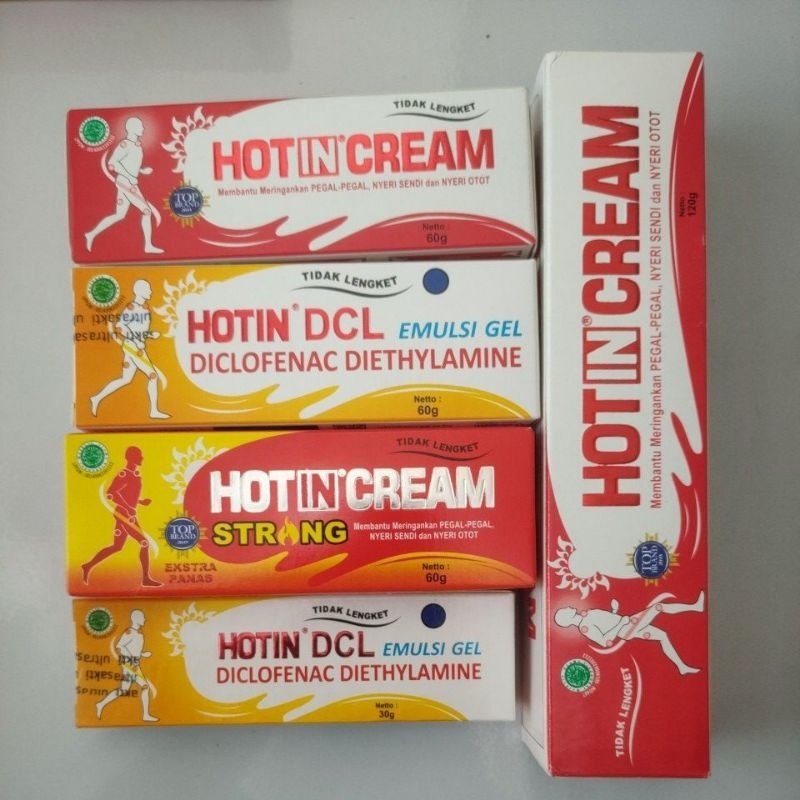 TIDAK LENGKET
HOT IN® CREAM
Membantu Meringankan PEGAL-PEGAL, NYERI SENDI dan NYERI OTOT
TOP
BRAND
Netto :
60g
TIDAK LENGKET
HOTIN® DCL EMULSI GEL
DICLOFENAC DIETHYLAMINE
Netto :
60g
ultrasakti
TIDAK LENGKET
HOT IN® CREAM
STRONG
Membantu Meringankan PEGAL-PEGAL,
NYERI SENDI dan NYERI OTOT
TOP
BRAND
EKSTRA
PANAS
Netto :
60g
TIDAK LENGKET
HOTIN® DCL EMULSI GEL
DICLOFENAC DIETHYLAMINE
Netto :
30g
ultrasakti
HOT IN® CREAM
Membantu Meringankan PEGAL-PEGAL, NYERI SENDI dan NYERI OTOT
Netto :
120g
TOP
BRAND
TIDAK LENGKET